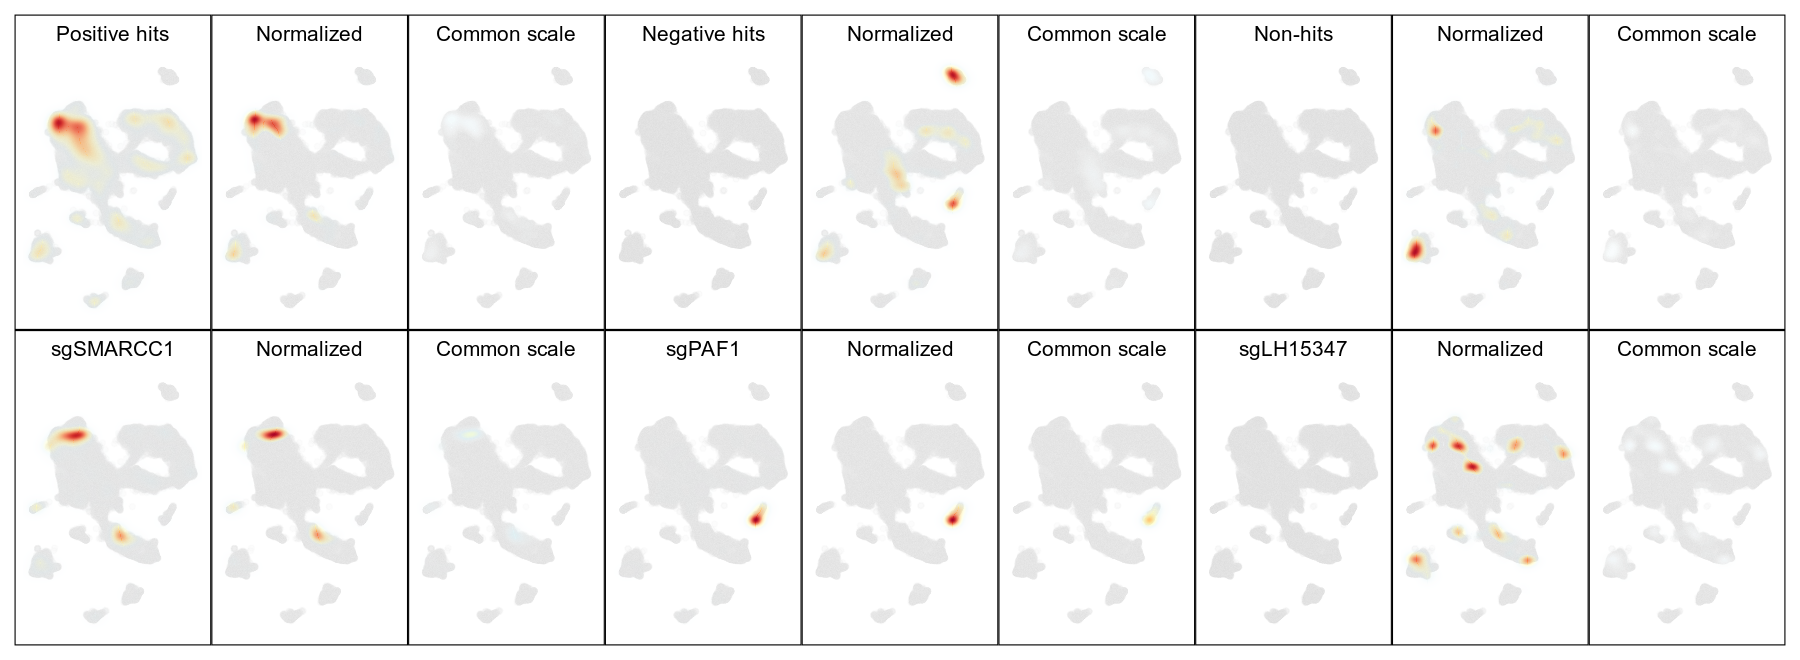 Positive hits
Normalized
Common scale
Negative hits
Normalized
Common scale
Non-hits
Normalized
Common scale
sgSMARCC1
Normalized
Common scale
sgPAF1
Normalized
Common scale
sgLH15347
Normalized
Common scale